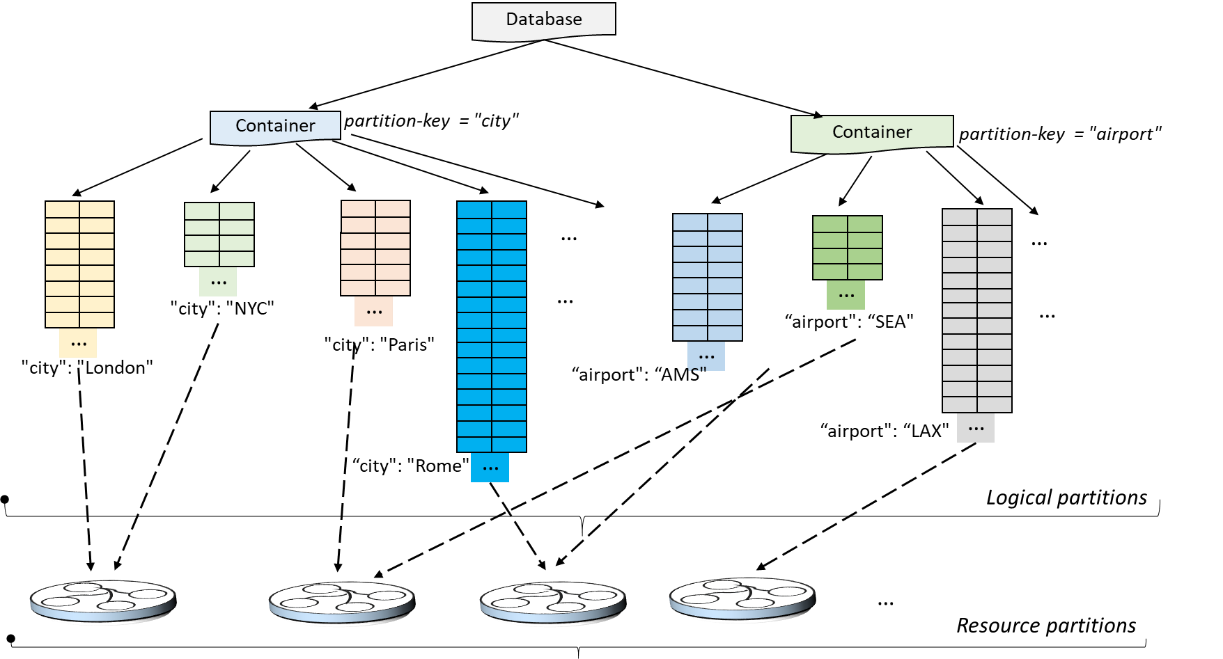 Database
Container
partition-key = "city"
Container
partition-key = "airport"
...
...
...
"city": "NYC"
...
...
...
...
“airport": “SEA"
...
"city": "London"
...
"city": "Paris"
...
“airport": “AMS"
“airport": “LAX"
...
“city": "Rome"
...
Logical partitions
...
Resource partitions